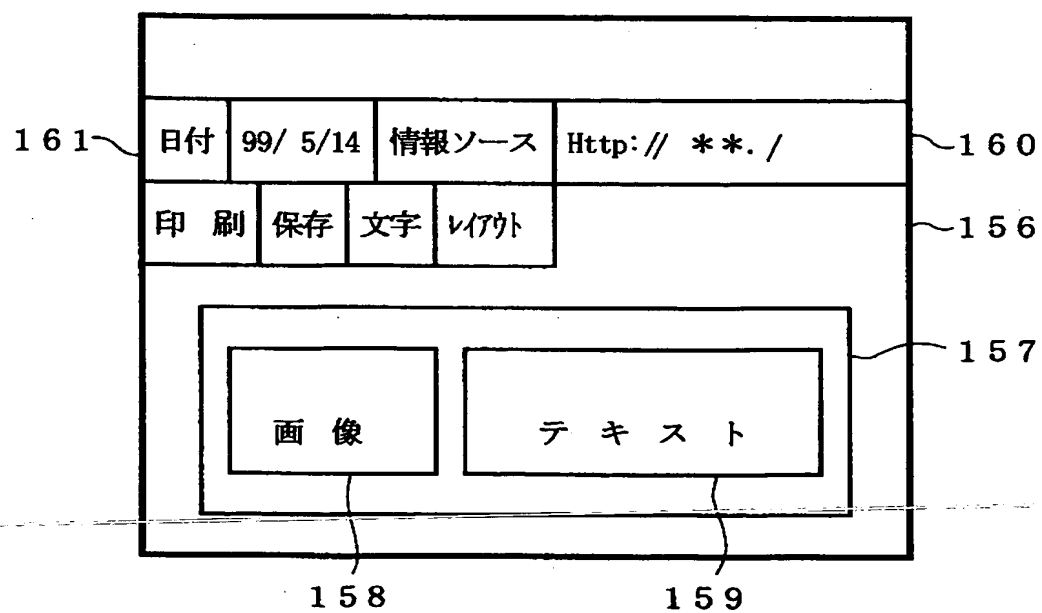 161 日付 99/ 5/14 情報ソース Http:// **./ 160
印 刷 保存 文字 レイアウト 156
157
画 像 テ キ ス ト
158 159